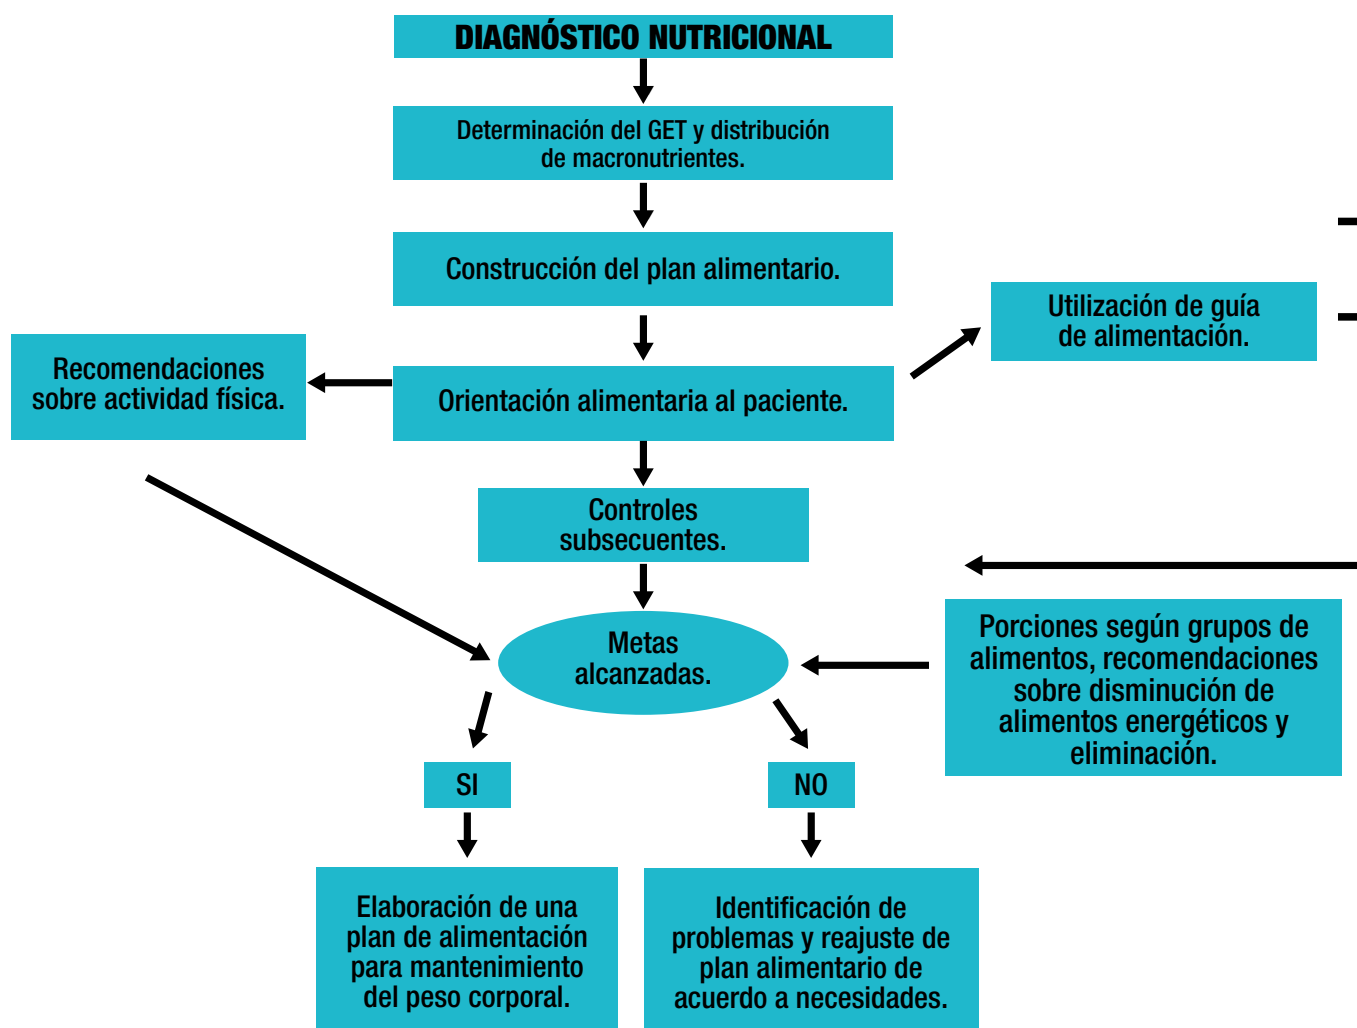 DIAGNÓSTICO NUTRICIONAL
Determinación del GET y distribución
de macronutrientes.
Construcción del plan alimentario.
Utilización de guía
de alimentación.
Recomendaciones
sobre actividad física.
Orientación alimentaria al paciente.
Controles
subsecuentes.
Metas
alcanzadas.
Porciones según grupos de
alimentos, recomendaciones
sobre disminución de
alimentos energéticos y
eliminación.
SI
NO
Elaboración de una
plan de alimentación
para mantenimiento
del peso corporal.
Identificación de
problemas y reajuste de
plan alimentario de
acuerdo a necesidades.